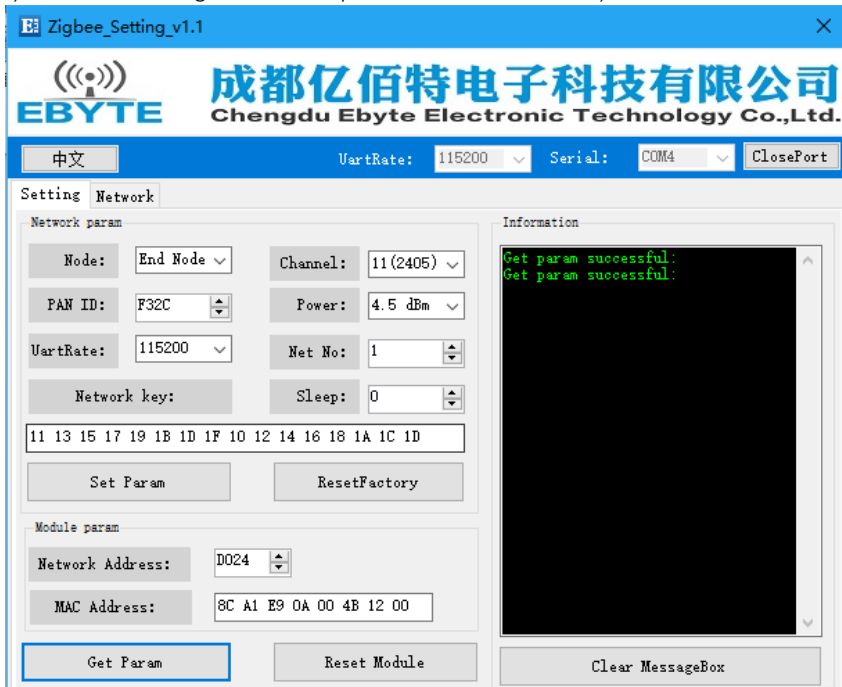 Zigbee_Setting_v1.1
EBYTE
成都亿佰特电子科技有限公司
Chengdu Ebyte Electronic Technology Co.,Ltd.
中文 UartRate: 115200 Serial: COM4 ClosePort
Setting Network
Network param
Node: End Node Channel: 11(2405)
PAN ID: F32C Power: 4.5 dBm
UartRate: 115200 Net No: 1
Network key: Sleep: 0
11 13 15 17 19 1B 1D 1F 10 12 14 16 18 1A 1C 1D
Set Param ResetFactory
Module param
Network Address: D024
MAC Address: 8C A1 E9 0A 00 4B 12 00
Get Param Reset Module
Information
Get param successful:
Get param successful:
Clear MessageBox